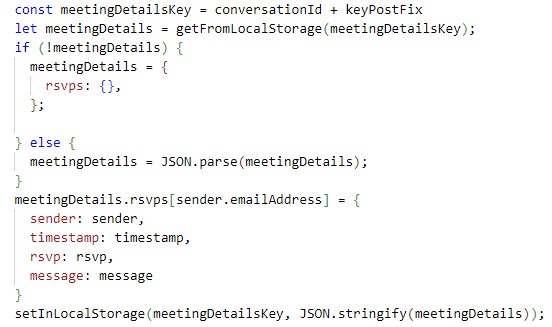 const meetingDetailsKey = conversationId + keyPostFix
let meetingDetails = getFromLocalStorage(meetingDetailsKey);
if (!meetingDetails) {
  meetingDetails = {
    rsvps: {},
  };

} else {
  meetingDetails = JSON.parse(meetingDetails);
}
meetingDetails.rsvps[sender.emailAddress] = {
  sender: sender,
  timestamp: timestamp,
  rsvp: rsvp,
  message: message
}
setInLocalStorage(meetingDetailsKey, JSON.stringify(meetingDetails));